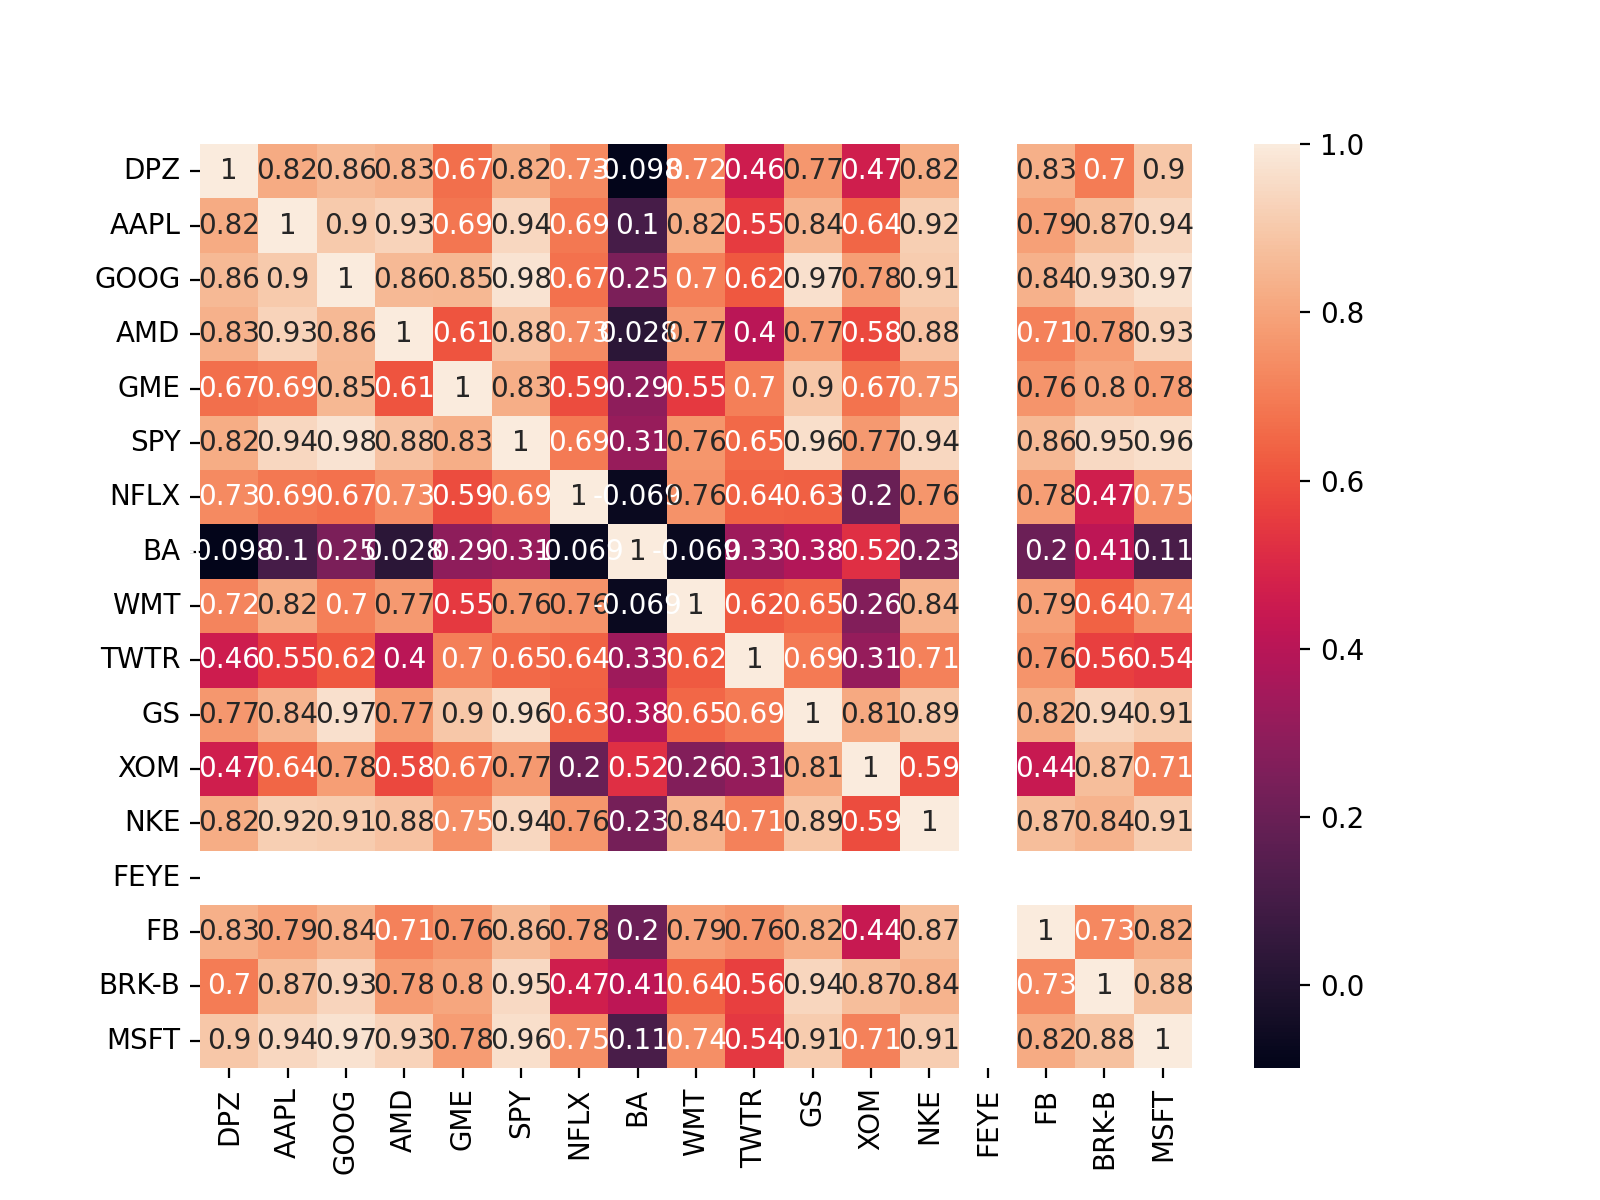 DPZ 1 0.82 0.86 0.83 0.67 0.82 0.73 -0.098 0.72 0.46 0.77 0.47 0.82 0.83 0.7 0.9
AAPL 0.82 1 0.9 0.93 0.69 0.94 0.69 0.1 0.82 0.55 0.84 0.64 0.92 0.79 0.87 0.94
GOOG 0.86 0.9 1 0.86 0.85 0.98 0.67 0.25 0.7 0.62 0.97 0.78 0.91 0.84 0.93 0.97
AMD 0.83 0.93 0.86 1 0.61 0.88 0.73 0.028 0.77 0.4 0.77 0.58 0.88 0.71 0.78 0.93
GME 0.67 0.69 0.85 0.61 1 0.83 0.59 0.29 0.55 0.7 0.9 0.67 0.75 0.76 0.8 0.78
SPY 0.82 0.94 0.98 0.88 0.83 1 0.69 0.31 0.76 0.65 0.96 0.77 0.94 0.86 0.95 0.96
NFLX 0.73 0.69 0.67 0.73 0.59 0.69 1 -0.069 0.76 0.64 0.63 0.2 0.76 0.78 0.47 0.75
BA -0.098 0.1 0.25 0.028 0.29 0.31 -0.069 1 -0.069 0.33 0.38 0.52 0.23 0.2 0.41 0.11
WMT 0.72 0.82 0.7 0.77 0.55 0.76 0.76 -0.069 1 0.62 0.65 0.26 0.84 0.79 0.64 0.74
TWTR 0.46 0.55 0.62 0.4 0.7 0.65 0.64 0.33 0.62 1 0.69 0.31 0.71 0.76 0.56 0.54
GS 0.77 0.84 0.97 0.77 0.9 0.96 0.63 0.38 0.65 0.69 1 0.81 0.89 0.82 0.94 0.91
XOM 0.47 0.64 0.78 0.58 0.67 0.77 0.2 0.52 0.26 0.31 0.81 1 0.59 0.44 0.87 0.71
NKE 0.82 0.92 0.91 0.88 0.75 0.94 0.76 0.23 0.84 0.71 0.89 0.59 1 0.87 0.84 0.91
FEYE
FB 0.83 0.79 0.84 0.71 0.76 0.86 0.78 0.2 0.79 0.76 0.82 0.44 0.87 1 0.73 0.82
BRK-B 0.7 0.87 0.93 0.78 0.8 0.95 0.47 0.41 0.64 0.56 0.94 0.87 0.84 0.73 1 0.88
MSFT 0.9 0.94 0.97 0.93 0.78 0.96 0.75 0.11 0.74 0.54 0.91 0.71 0.91 0.82 0.88 1
DPZ AAPL GOOG AMD GME SPY NFLX BA WMT TWTR GS XOM NKE FEYE FB BRK-B MSFT
1.0
0.8
0.6
0.4
0.2
0.0